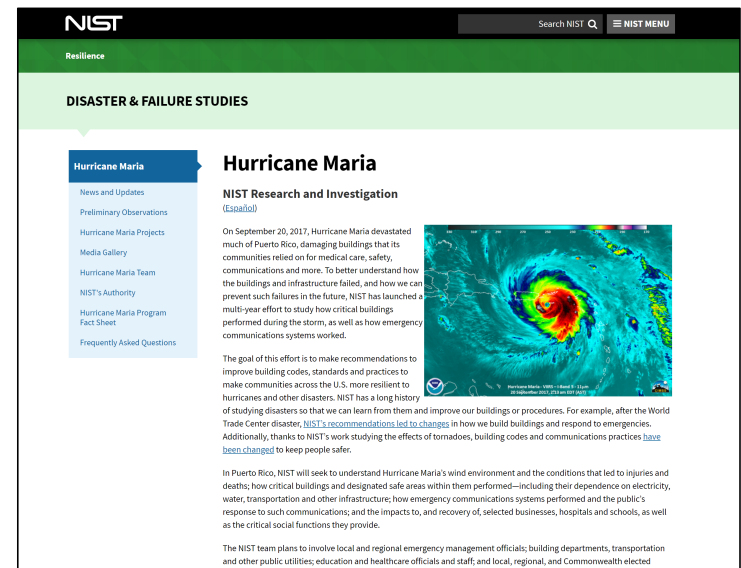 NIST
Search NIST
≡ NIST MENU
Resilience
DISASTER & FAILURE STUDIES
Hurricane Maria
News and Updates
Preliminary Observations
Hurricane Maria Projects
Media Gallery
Hurricane Maria Team
NIST's Authority
Hurricane Maria Program
Fact Sheet
Frequently Asked Questions
Hurricane Maria
NIST Research and Investigation
(Español)
On September 20, 2017, Hurricane Maria devastated
much of Puerto Rico, damaging buildings that its
communities relied on for medical care, safety,
communications and more. To better understand how
the buildings and infrastructure failed, and how we can
prevent such failures in the future, NIST has launched a
multi-year effort to study how critical buildings
performed during the storm, as well as how emergency
communications systems worked.
Hurricane Maria - VIIRS - I-Band 5 - 11µm
The goal of this effort is to make recommendations to
improve building codes, standards and practices to
make communities across the U.S. more resilient to
hurricanes and other disasters. NIST has a long history
of studying disasters so that we can learn from them and improve our buildings or procedures. For example, after the World
Trade Center disaster, NIST's recommendations led to changes in how we build buildings and respond to emergencies.
Additionally, thanks to NIST's work studying the effects of tornadoes, building codes and communications practices have
been changed to keep people safer.
In Puerto Rico, NIST will seek to understand Hurricane Maria's wind environment and the conditions that led to injuries and
deaths; how critical buildings and designated safe areas within them performed—including their dependence on electricity,
water, transportation and other infrastructure; how emergency communications systems performed and the public's
response to such communications; and the impacts to, and recovery of, selected businesses, hospitals and schools, as well
as the critical social functions they provide.
The NIST team plans to involve local and regional emergency management officials; building departments, transportation
and other public utilities; education and healthcare officials and staff; and local, regional, and Commonwealth elected